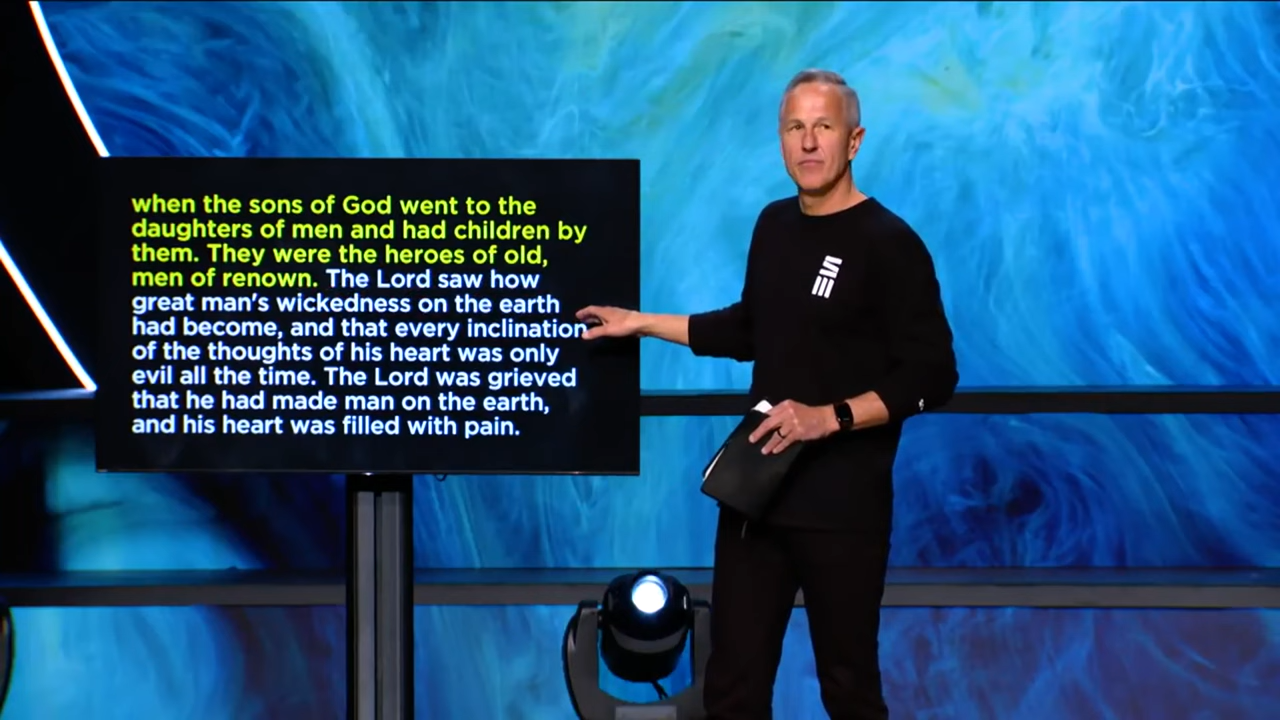 when the sons of God went to the
daughters of men and had children by
them. They were the heroes of old,
men of renown. The Lord saw how
great man's wickedness on the earth
had become, and that every inclination
of the thoughts of his heart was only
evil all the time. The Lord was grieved
that he had made man on the earth,
and his heart was filled with pain.